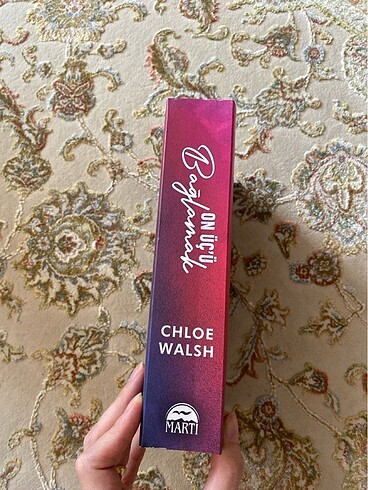 ON ÜÇ'Ü
Bağlamak
CHLOE
WALSH
MARTI